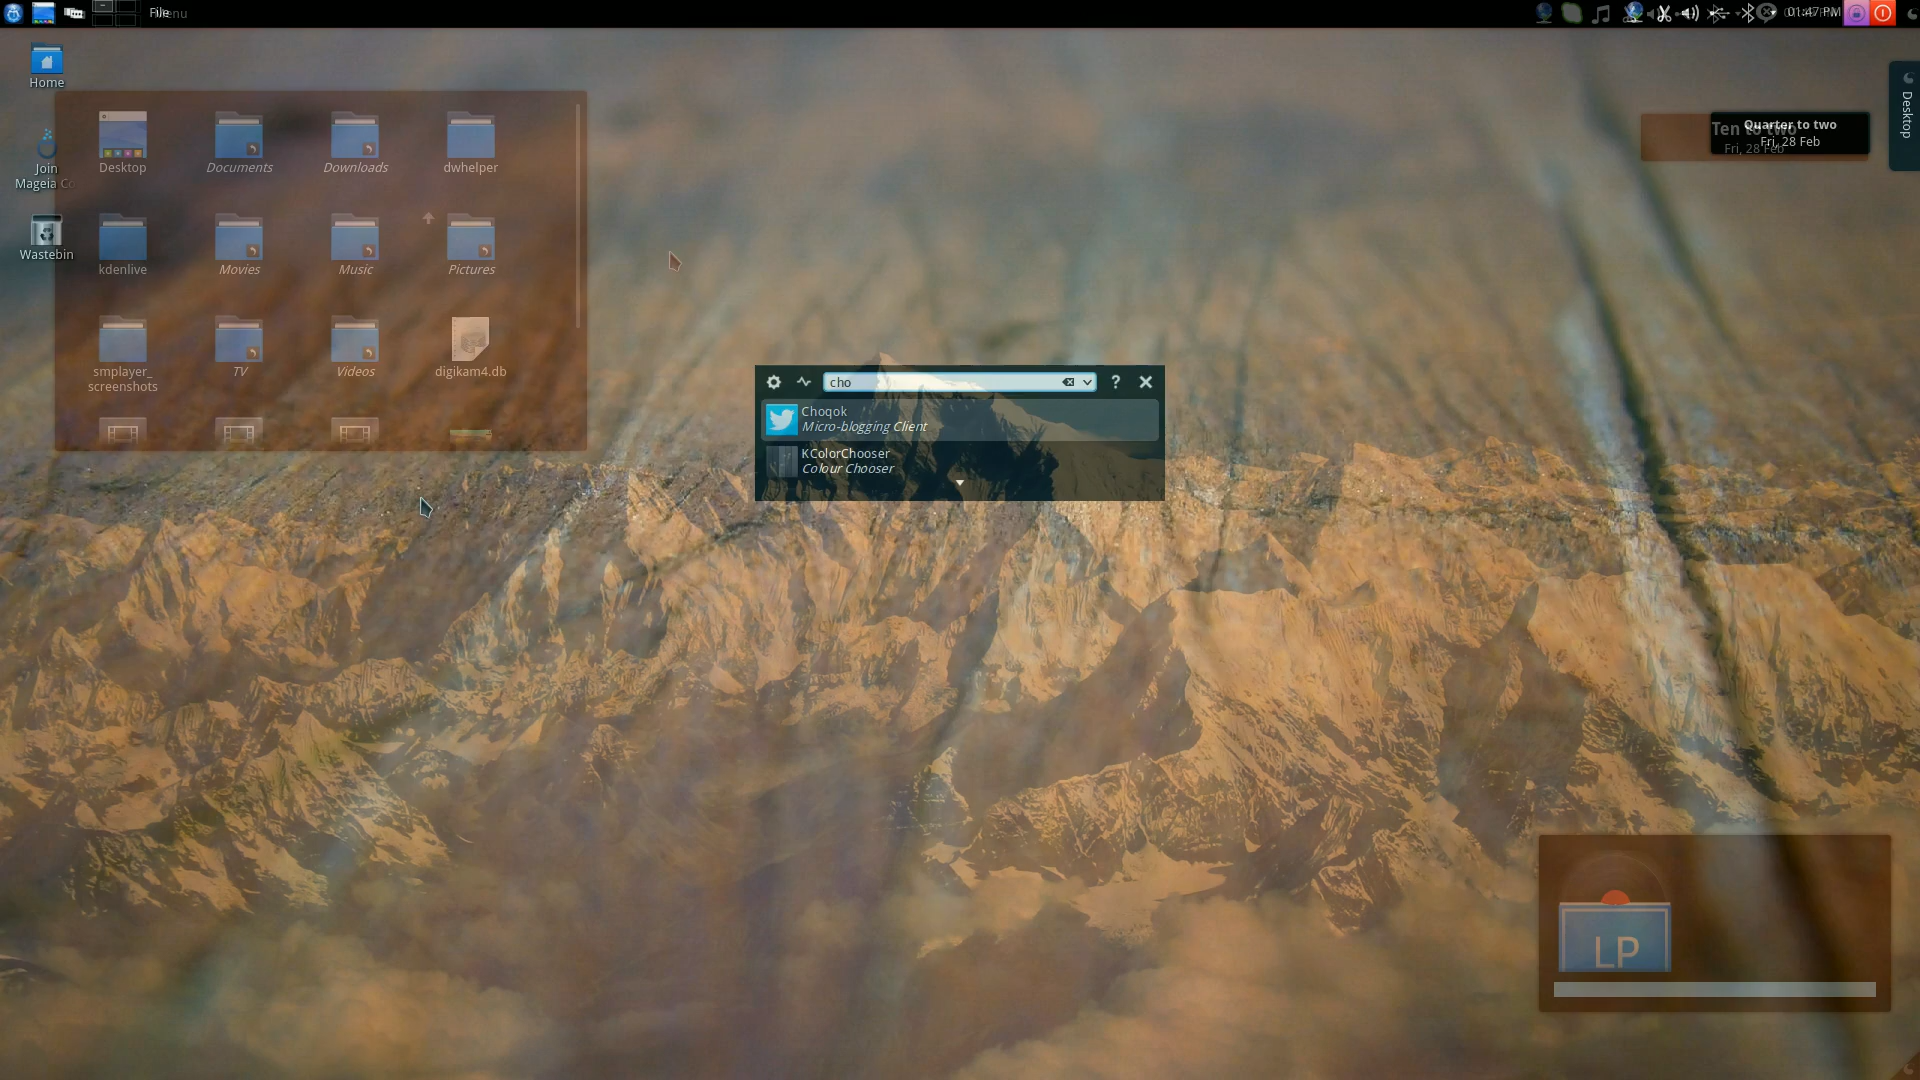 File
Menu
01:47 PM
Home
Desktop
Documents
Downloads
dwhelper
Desktop
Ten to two
Fri, 28 Feb
Quarter to two
Fri, 28 Feb
Join
Mageia Co
Wastebin
kdenlive
Movies
Music
Pictures
smplayer_
screenshots
TV
Videos
digikam4.db
cho
Choqok
Micro-blogging Client
KColorChooser
Colour Chooser
LP